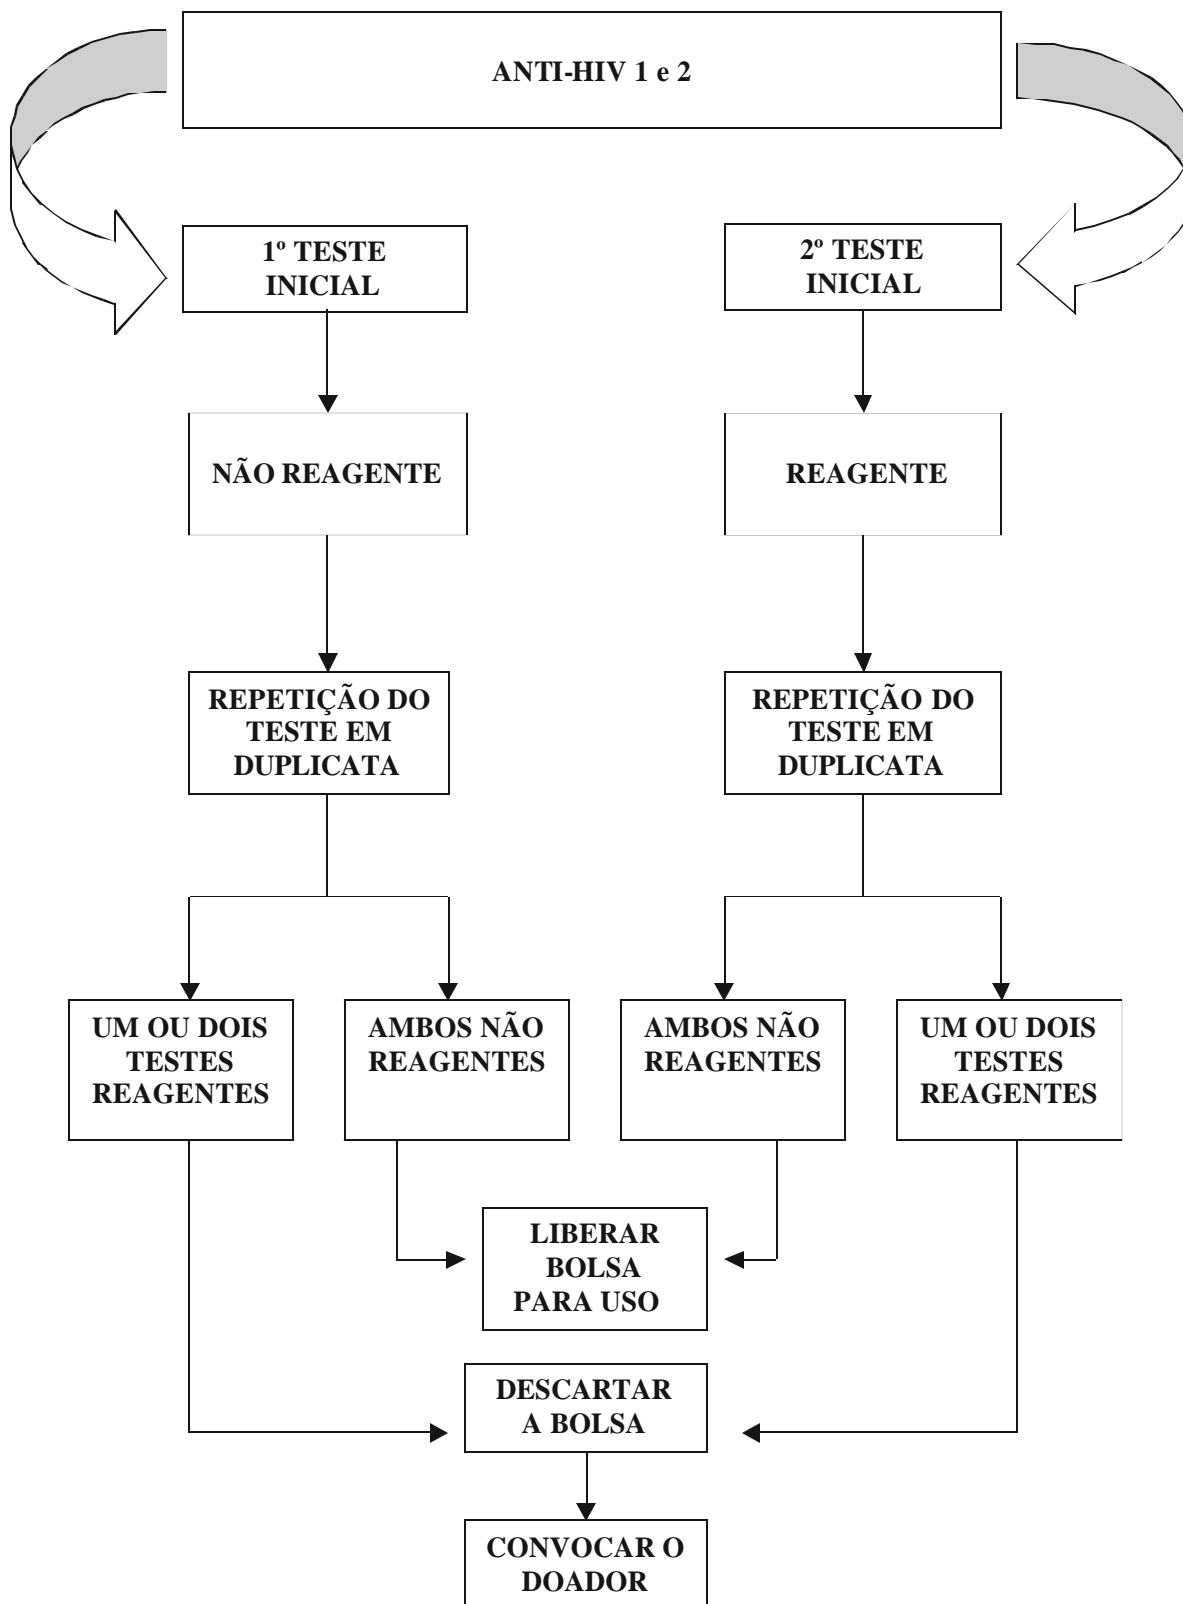 ANTI-HIV 1 e 2
1º TESTE
INICIAL
2º TESTE
INICIAL
NÃO REAGENTE
REAGENTE
REPETIÇÃO DO
TESTE EM
DUPLICATA
REPETIÇÃO DO
TESTE EM
DUPLICATA
UM OU DOIS
TESTES
REAGENTES
AMBOS NÃO
REAGENTES
AMBOS NÃO
REAGENTES
UM OU DOIS
TESTES
REAGENTES
LIBERAR
BOLSA
PARA USO
DESCARTAR
A BOLSA
CONVOCAR O
DOADOR